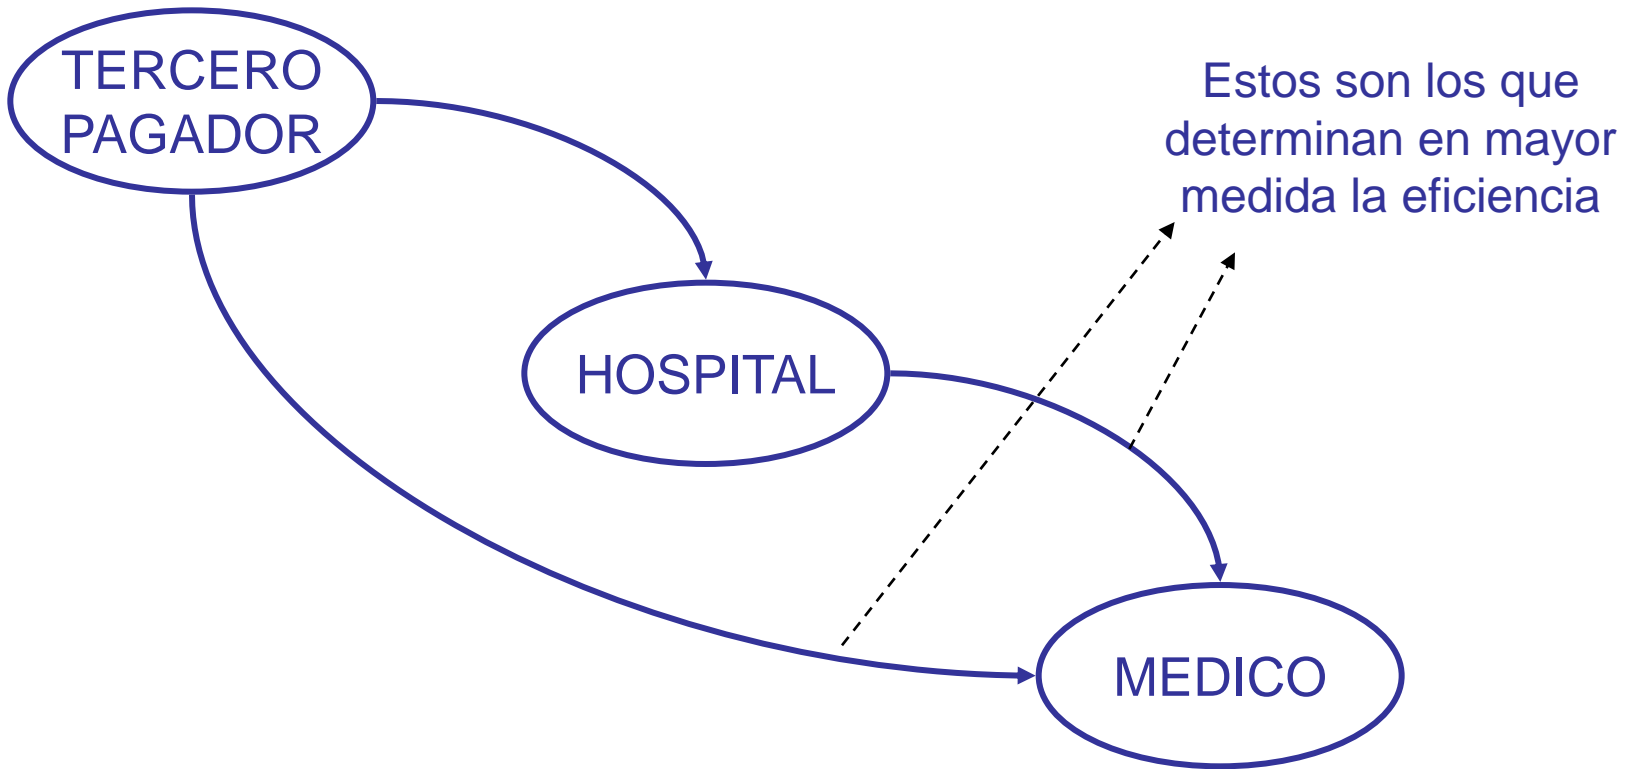 TERCERO
PAGADOR
Estos son los que
determinan en mayor
medida la eficiencia
HOSPITAL
MEDICO